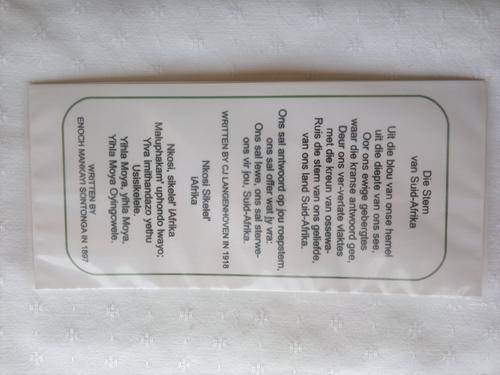 Die Stem
van Suid-Afrika
Uit die blou van onse hemel
uit die diepte van ons see,
Oor ons ewige gebergtes
waar die kranse antwoord gee,
Deur ons ver-verlate vlaktes
met die kreun van ossewa-
Ruis die stem van ons geliefde,
van ons land Suid-Afrika.
Ons sal antwoord op jou roepstem,
ons sal offer wat jy vra:
Ons sal lewe, ons sal sterwe-
ons vir jou, Suid-Afrika.
WRITTEN BY CJ LANGENHOVEN IN 1918
Nkosi Sikelel'
iAfrika
Nkosi, sikelel' iAfrika
Maluphakam' uphondo lwayo;
Yiva imithandazo yethu
Usisikelele.
Yihla Moya, yihla Moya,
Yihla Moya Oyingcwele.
WRITTEN BY
ENOCH MANKAYI SONTONGA IN 1897